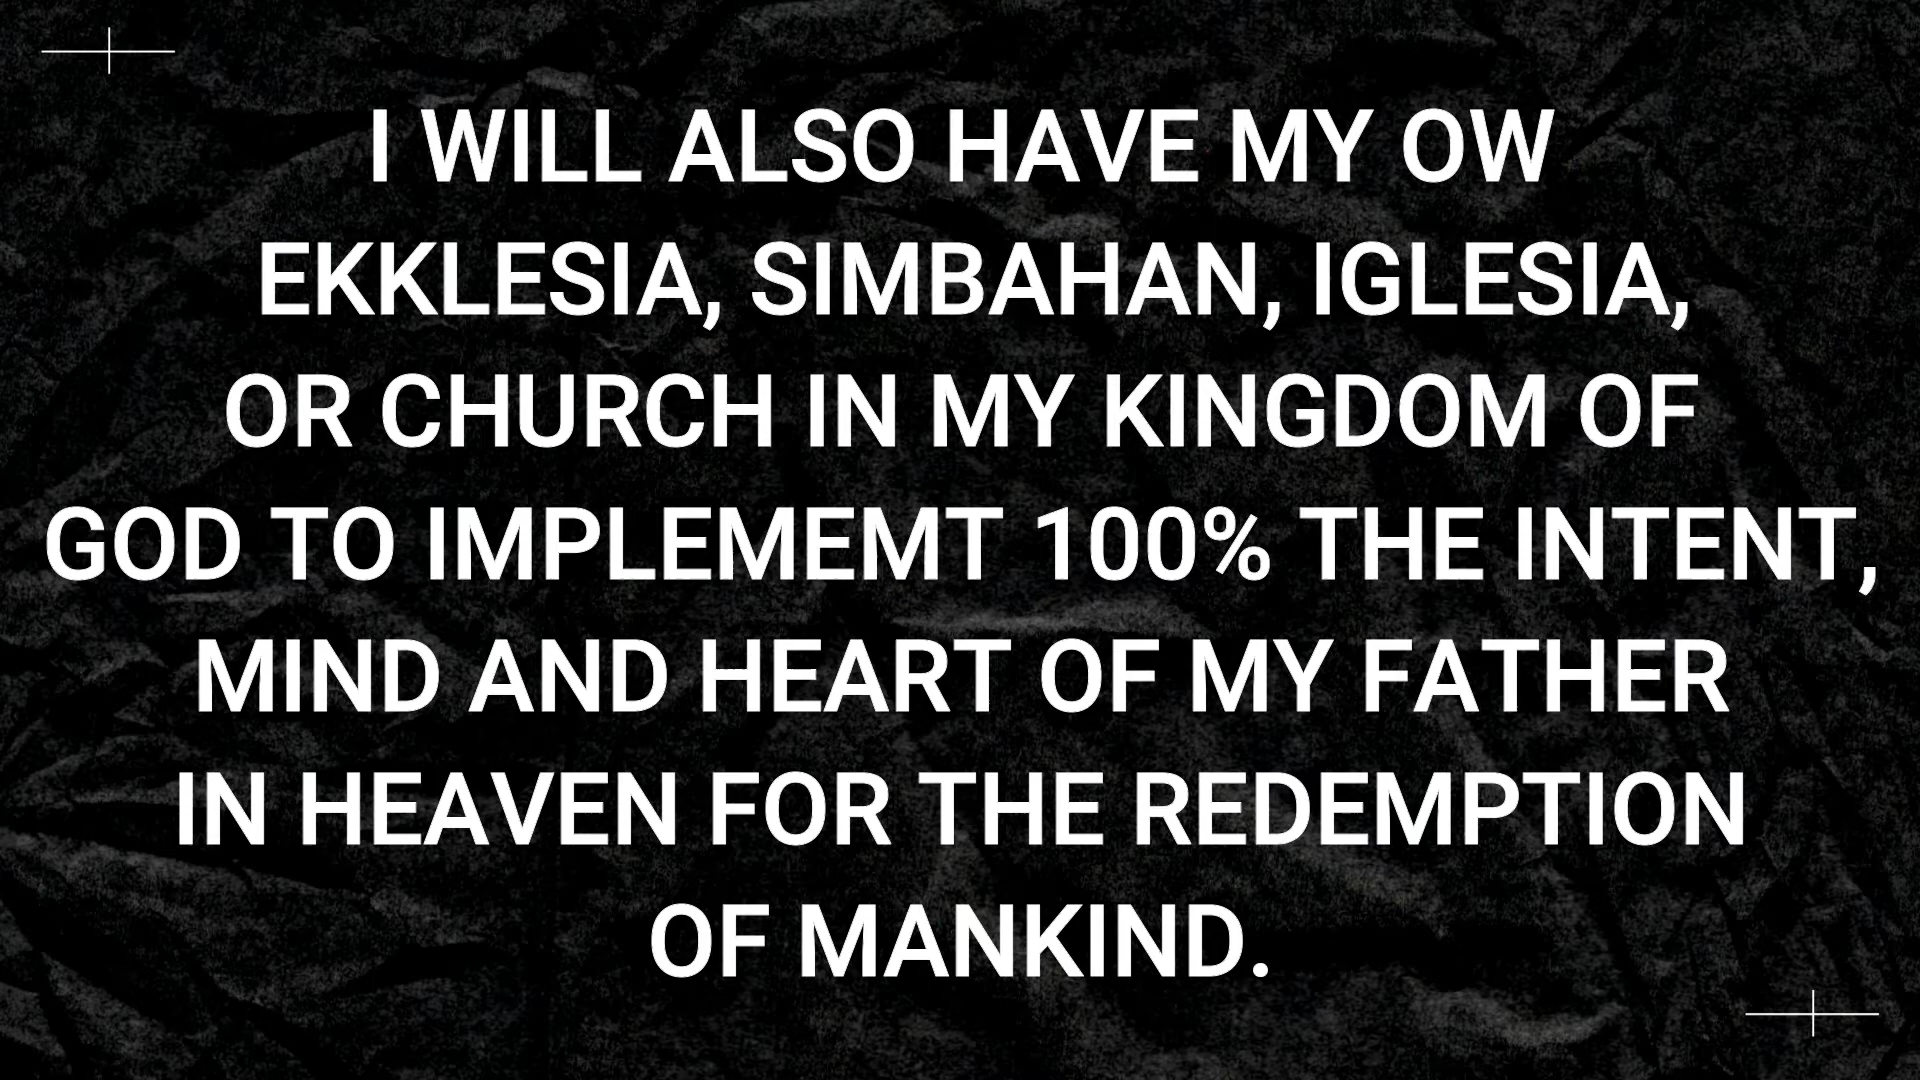 I WILL ALSO HAVE MY OW
EKKLESIA, SIMBAHAN, IGLESIA,
OR CHURCH IN MY KINGDOM OF
GOD TO IMPLEMEMT 100% THE INTENT,
MIND AND HEART OF MY FATHER
IN HEAVEN FOR THE REDEMPTION
OF MANKIND.